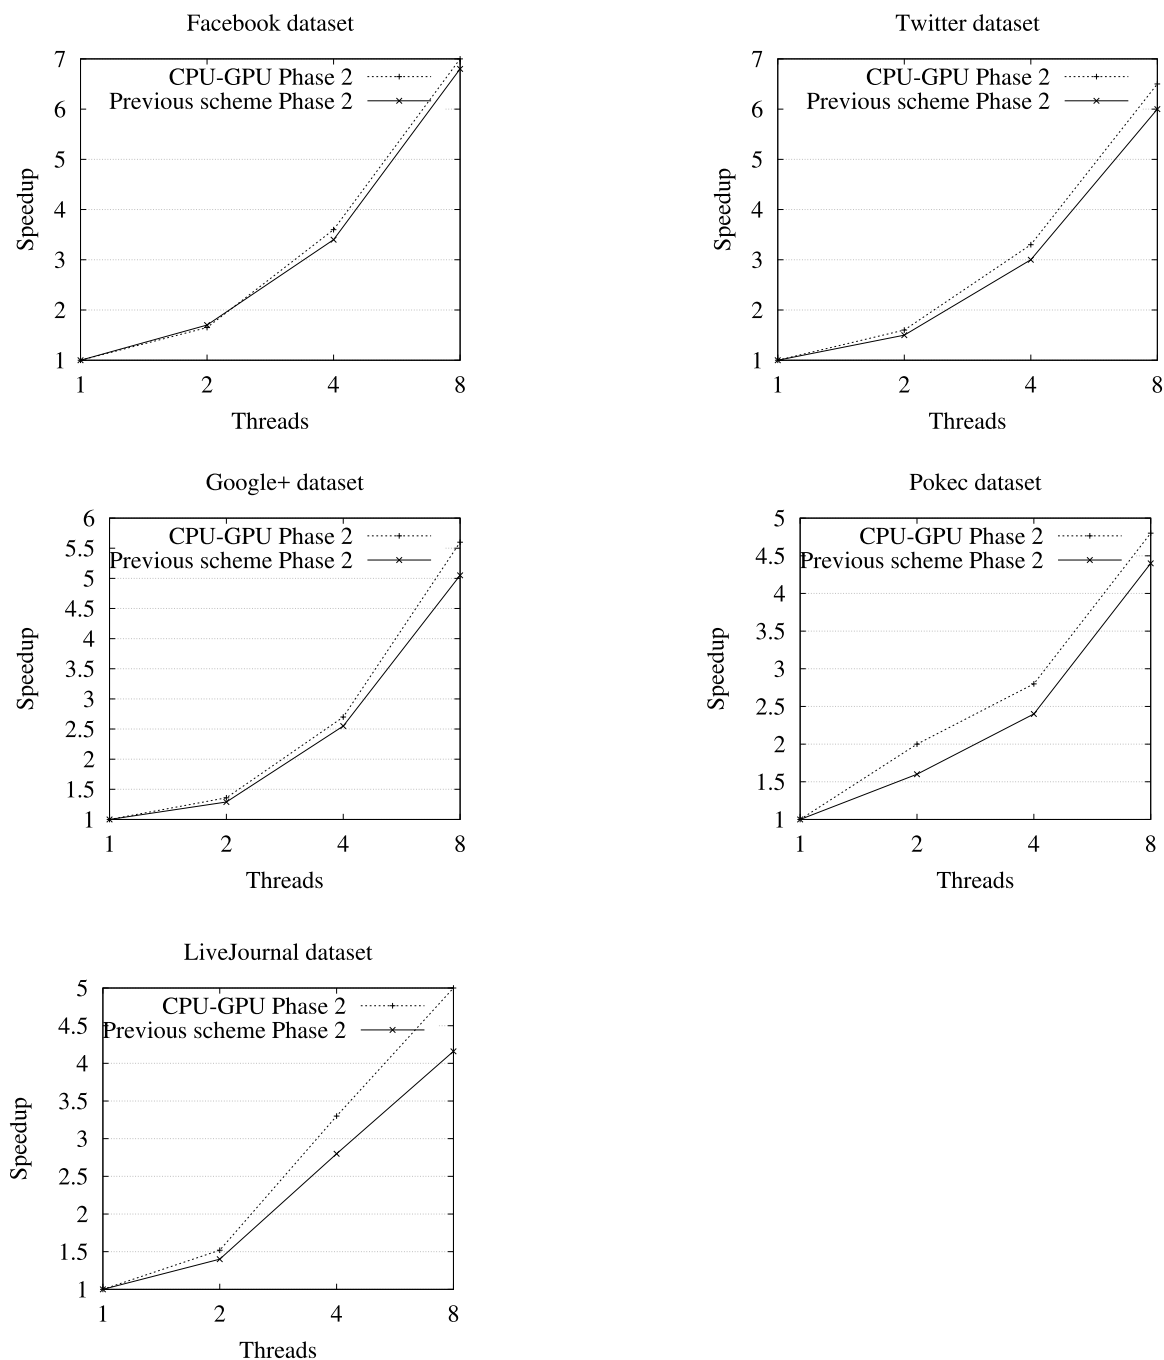 Facebook dataset
7
6
5
4
3
2
1
Speedup
CPU-GPU Phase 2
Previous scheme Phase 2
1 2 4 8
Threads
Twitter dataset
7
6
5
4
3
2
1
Speedup
CPU-GPU Phase 2
Previous scheme Phase 2
1 2 4 8
Threads
Google+ dataset
6
5.5
5
4.5
4
3.5
3
2.5
2
1.5
1
Speedup
CPU-GPU Phase 2
Previous scheme Phase 2
1 2 4 8
Threads
Pokec dataset
5
4.5
4
3.5
3
2.5
2
1.5
1
Speedup
CPU-GPU Phase 2
Previous scheme Phase 2
1 2 4 8
Threads
LiveJournal dataset
5
4.5
4
3.5
3
2.5
2
1.5
1
Speedup
CPU-GPU Phase 2
Previous scheme Phase 2
1 2 4 8
Threads